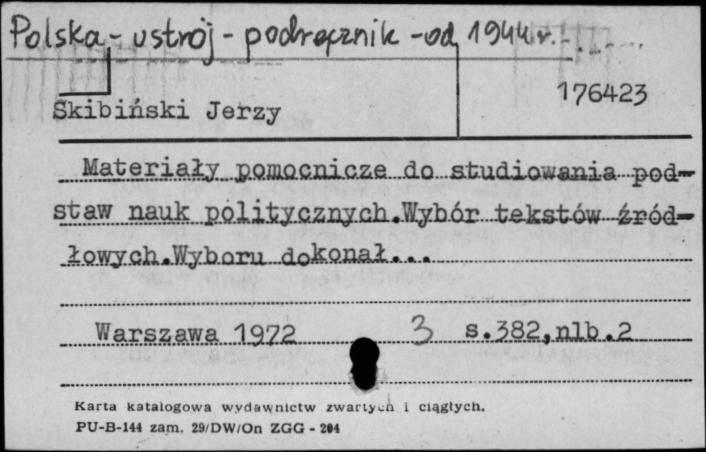 Polska - ustrój - podręcznik - od 1944 r.
176423
Skibiński Jerzy
Materiały pomocnicze do studiowania pod-
staw nauk politycznych.Wybór tekstów źród-
łowych.Wyboru dokonał...
Warszawa 1972 3 s.382,nlb.2
Karta katalogowa wydawnictw zwartych i ciągłych.
PU-B-144 zam. 29/DW/On ZGG - 204